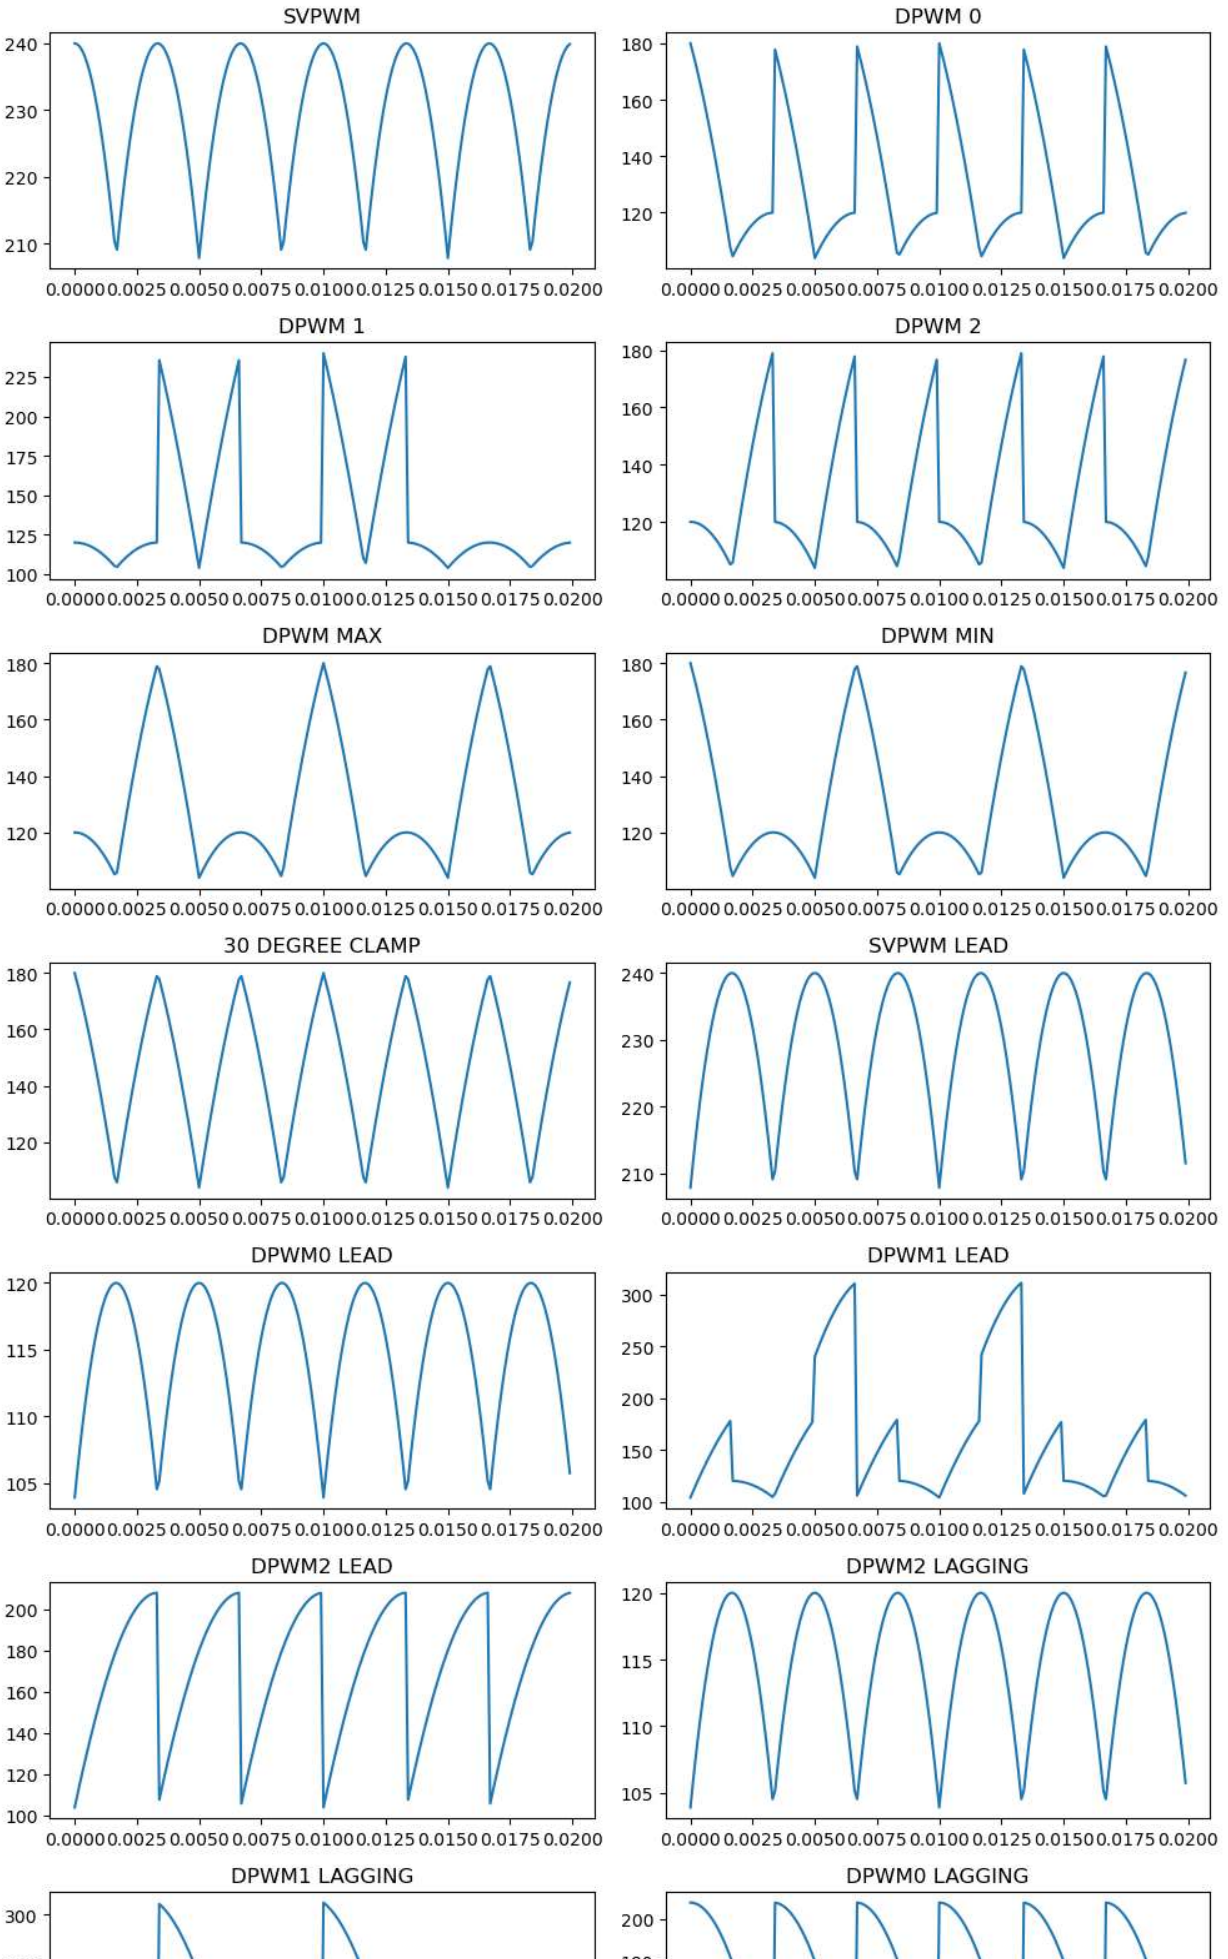 SVPWM
240
230
220
210
0.0000 0.0025 0.0050 0.0075 0.0100 0.0125 0.0150 0.0175 0.0200
DPWM 0
180
160
140
120
0.0000 0.0025 0.0050 0.0075 0.0100 0.0125 0.0150 0.0175 0.0200
DPWM 1
225
200
175
150
125
100
0.0000 0.0025 0.0050 0.0075 0.0100 0.0125 0.0150 0.0175 0.0200
DPWM 2
180
160
140
120
0.0000 0.0025 0.0050 0.0075 0.0100 0.0125 0.0150 0.0175 0.0200
DPWM MAX
180
160
140
120
0.0000 0.0025 0.0050 0.0075 0.0100 0.0125 0.0150 0.0175 0.0200
DPWM MIN
180
160
140
120
0.0000 0.0025 0.0050 0.0075 0.0100 0.0125 0.0150 0.0175 0.0200
30 DEGREE CLAMP
180
160
140
120
0.0000 0.0025 0.0050 0.0075 0.0100 0.0125 0.0150 0.0175 0.0200
SVPWM LEAD
240
230
220
210
0.0000 0.0025 0.0050 0.0075 0.0100 0.0125 0.0150 0.0175 0.0200
DPWM0 LEAD
120
115
110
105
0.0000 0.0025 0.0050 0.0075 0.0100 0.0125 0.0150 0.0175 0.0200
DPWM1 LEAD
300
250
200
150
100
0.0000 0.0025 0.0050 0.0075 0.0100 0.0125 0.0150 0.0175 0.0200
DPWM2 LEAD
200
180
160
140
120
100
0.0000 0.0025 0.0050 0.0075 0.0100 0.0125 0.0150 0.0175 0.0200
DPWM2 LAGGING
120
115
110
105
0.0000 0.0025 0.0050 0.0075 0.0100 0.0125 0.0150 0.0175 0.0200
DPWM1 LAGGING
300
DPWM0 LAGGING
200